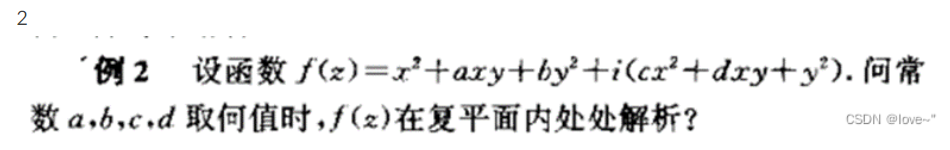 2
例2 设函数 f(z)=x²+axy+by²+i(cx²+dxy+y²). 问常
数 a,b,c,d 取何值时, f(z)在复平面内处处解析?
CSDN @love~"